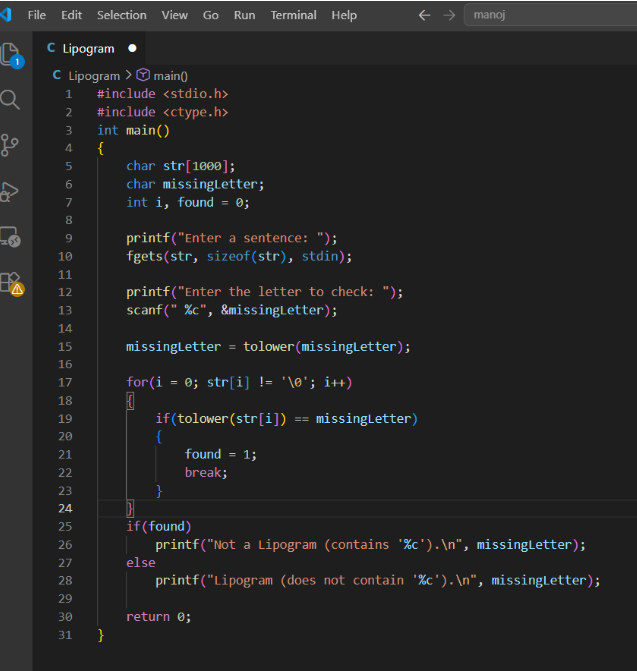 File Edit Selection View Go Run Terminal Help ← → manoj
C Lipogram ●
C Lipogram > main()
1 #include <stdio.h>
2 #include <ctype.h>
3 int main()
4 {
5     char str[1000];
6     char missingLetter;
7     int i, found = 0;
8
9     printf("Enter a sentence: ");
10     fgets(str, sizeof(str), stdin);
11
12     printf("Enter the letter to check: ");
13     scanf(" %c", &missingLetter);
14
15     missingLetter = tolower(missingLetter);
16
17     for(i = 0; str[i] != '\0'; i++)
18     {
19         if(tolower(str[i]) == missingLetter)
20         {
21             found = 1;
22             break;
23         }
24     }
25     if(found)
26         printf("Not a Lipogram (contains '%c').\n", missingLetter);
27     else
28         printf("Lipogram (does not contain '%c').\n", missingLetter);
29
30     return 0;
31 }
1